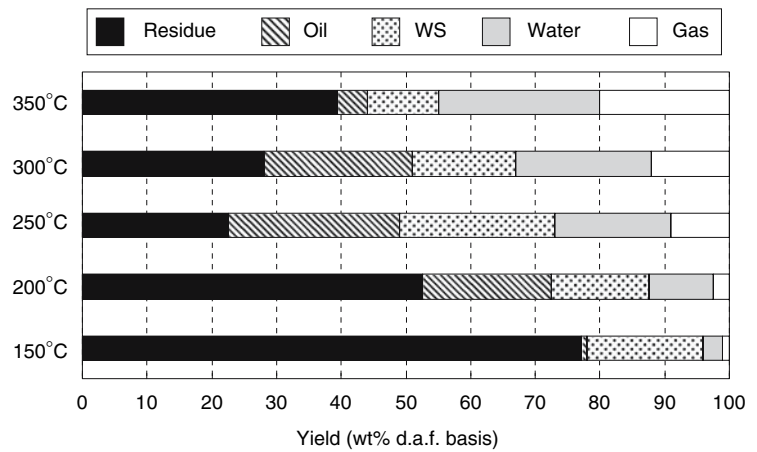 Residue Oil WS Water Gas
350°C
300°C
250°C
200°C
150°C
0 10 20 30 40 50 60 70 80 90 100
Yield (wt% d.a.f. basis)